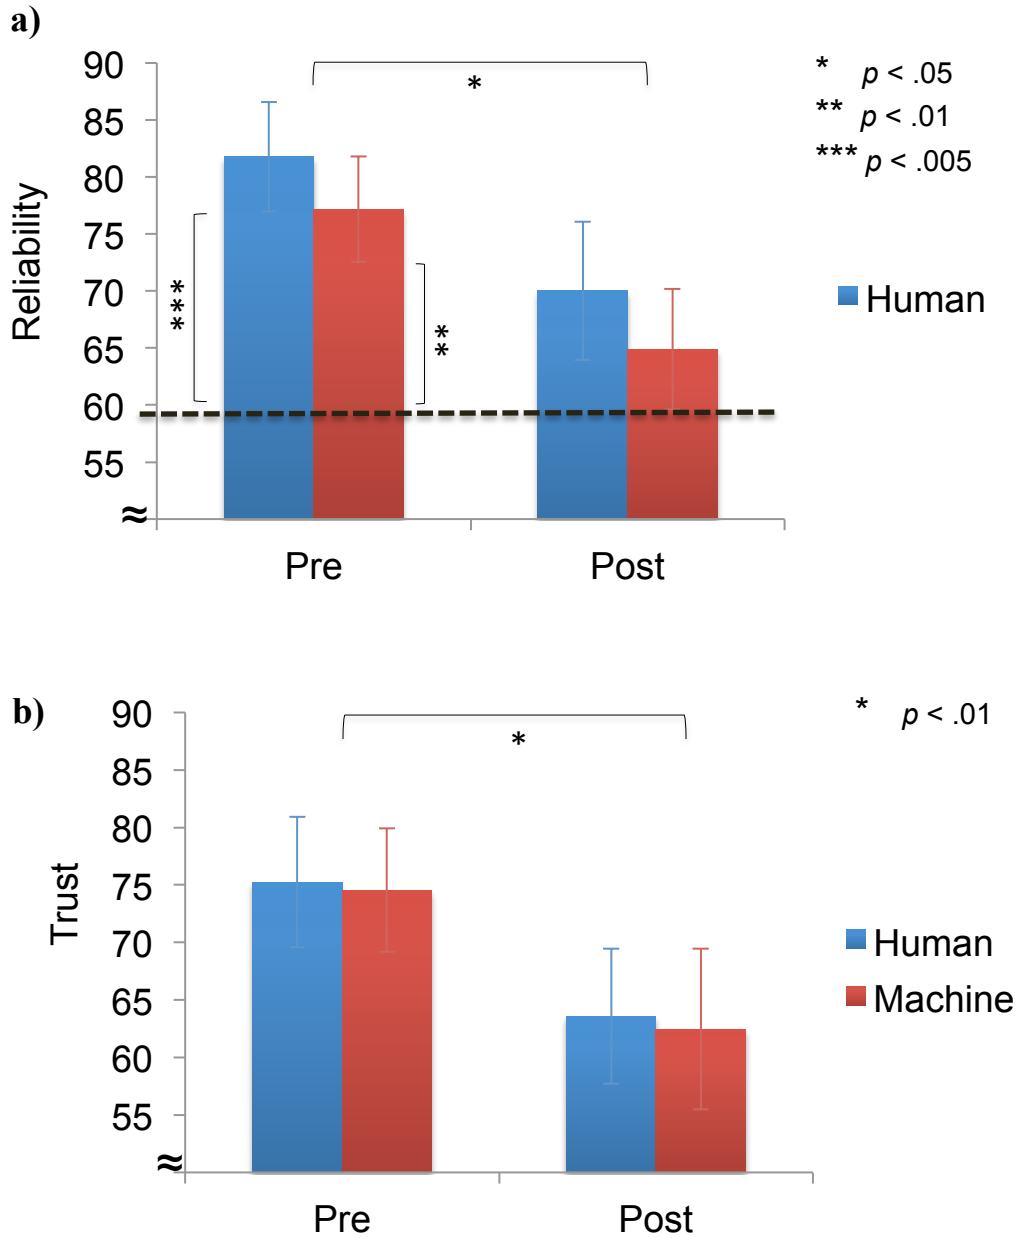 a)
90
85
80
75
70
65
60
55
≈
Reliability
*
***
**
* p < .05
** p < .01
*** p < .005
Human
Pre Post
b)
90
85
80
75
70
65
60
55
≈
Trust
*
* p < .01
Human
Machine
Pre Post